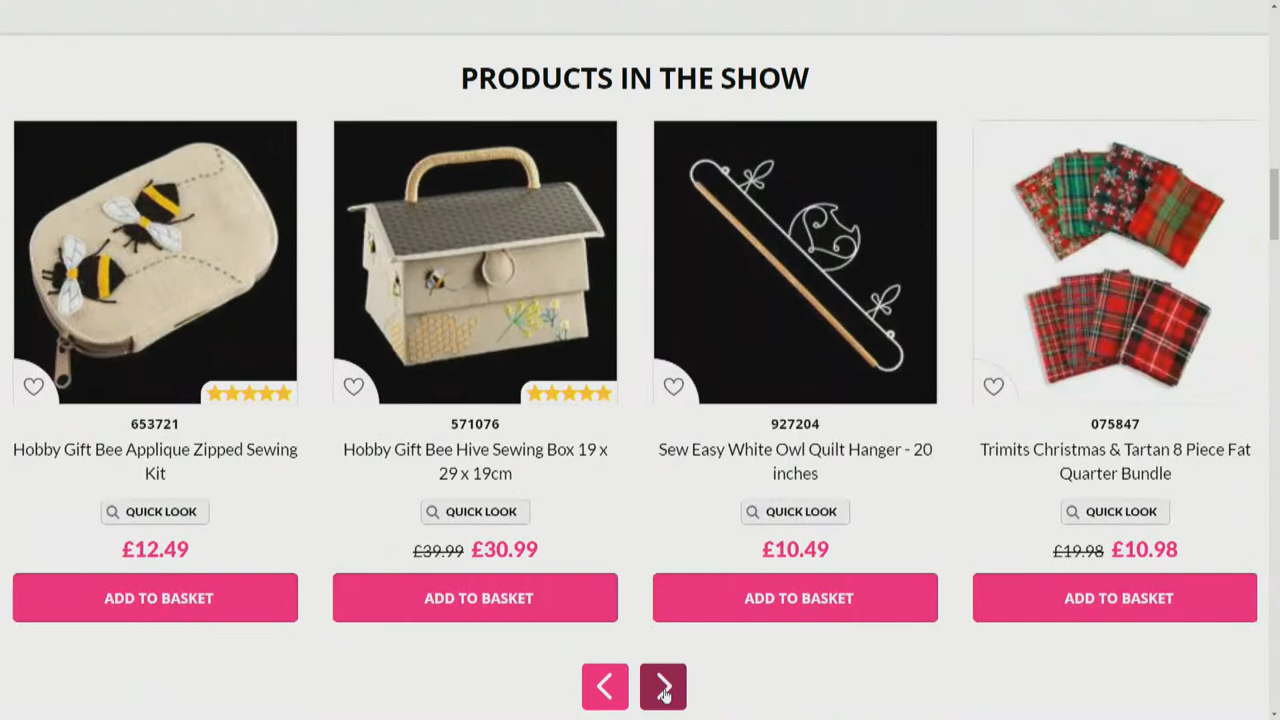 PRODUCTS IN THE SHOW
653721
Hobby Gift Bee Applique Zipped Sewing
Kit
QUICK LOOK
£12.49
ADD TO BASKET
571076
Hobby Gift Bee Hive Sewing Box 19 x
29 x 19cm
QUICK LOOK
£39.99 £30.99
ADD TO BASKET
927204
Sew Easy White Owl Quilt Hanger - 20
inches
QUICK LOOK
£10.49
ADD TO BASKET
075847
Trimits Christmas & Tartan 8 Piece Fat
Quarter Bundle
QUICK LOOK
£19.98 £10.98
ADD TO BASKET